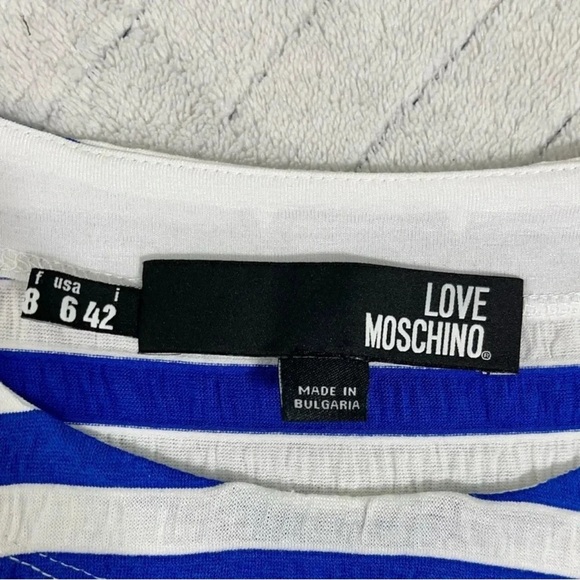 f usa i
8 6 42
LOVE
MOSCHINO®
MADE IN
BULGARIA